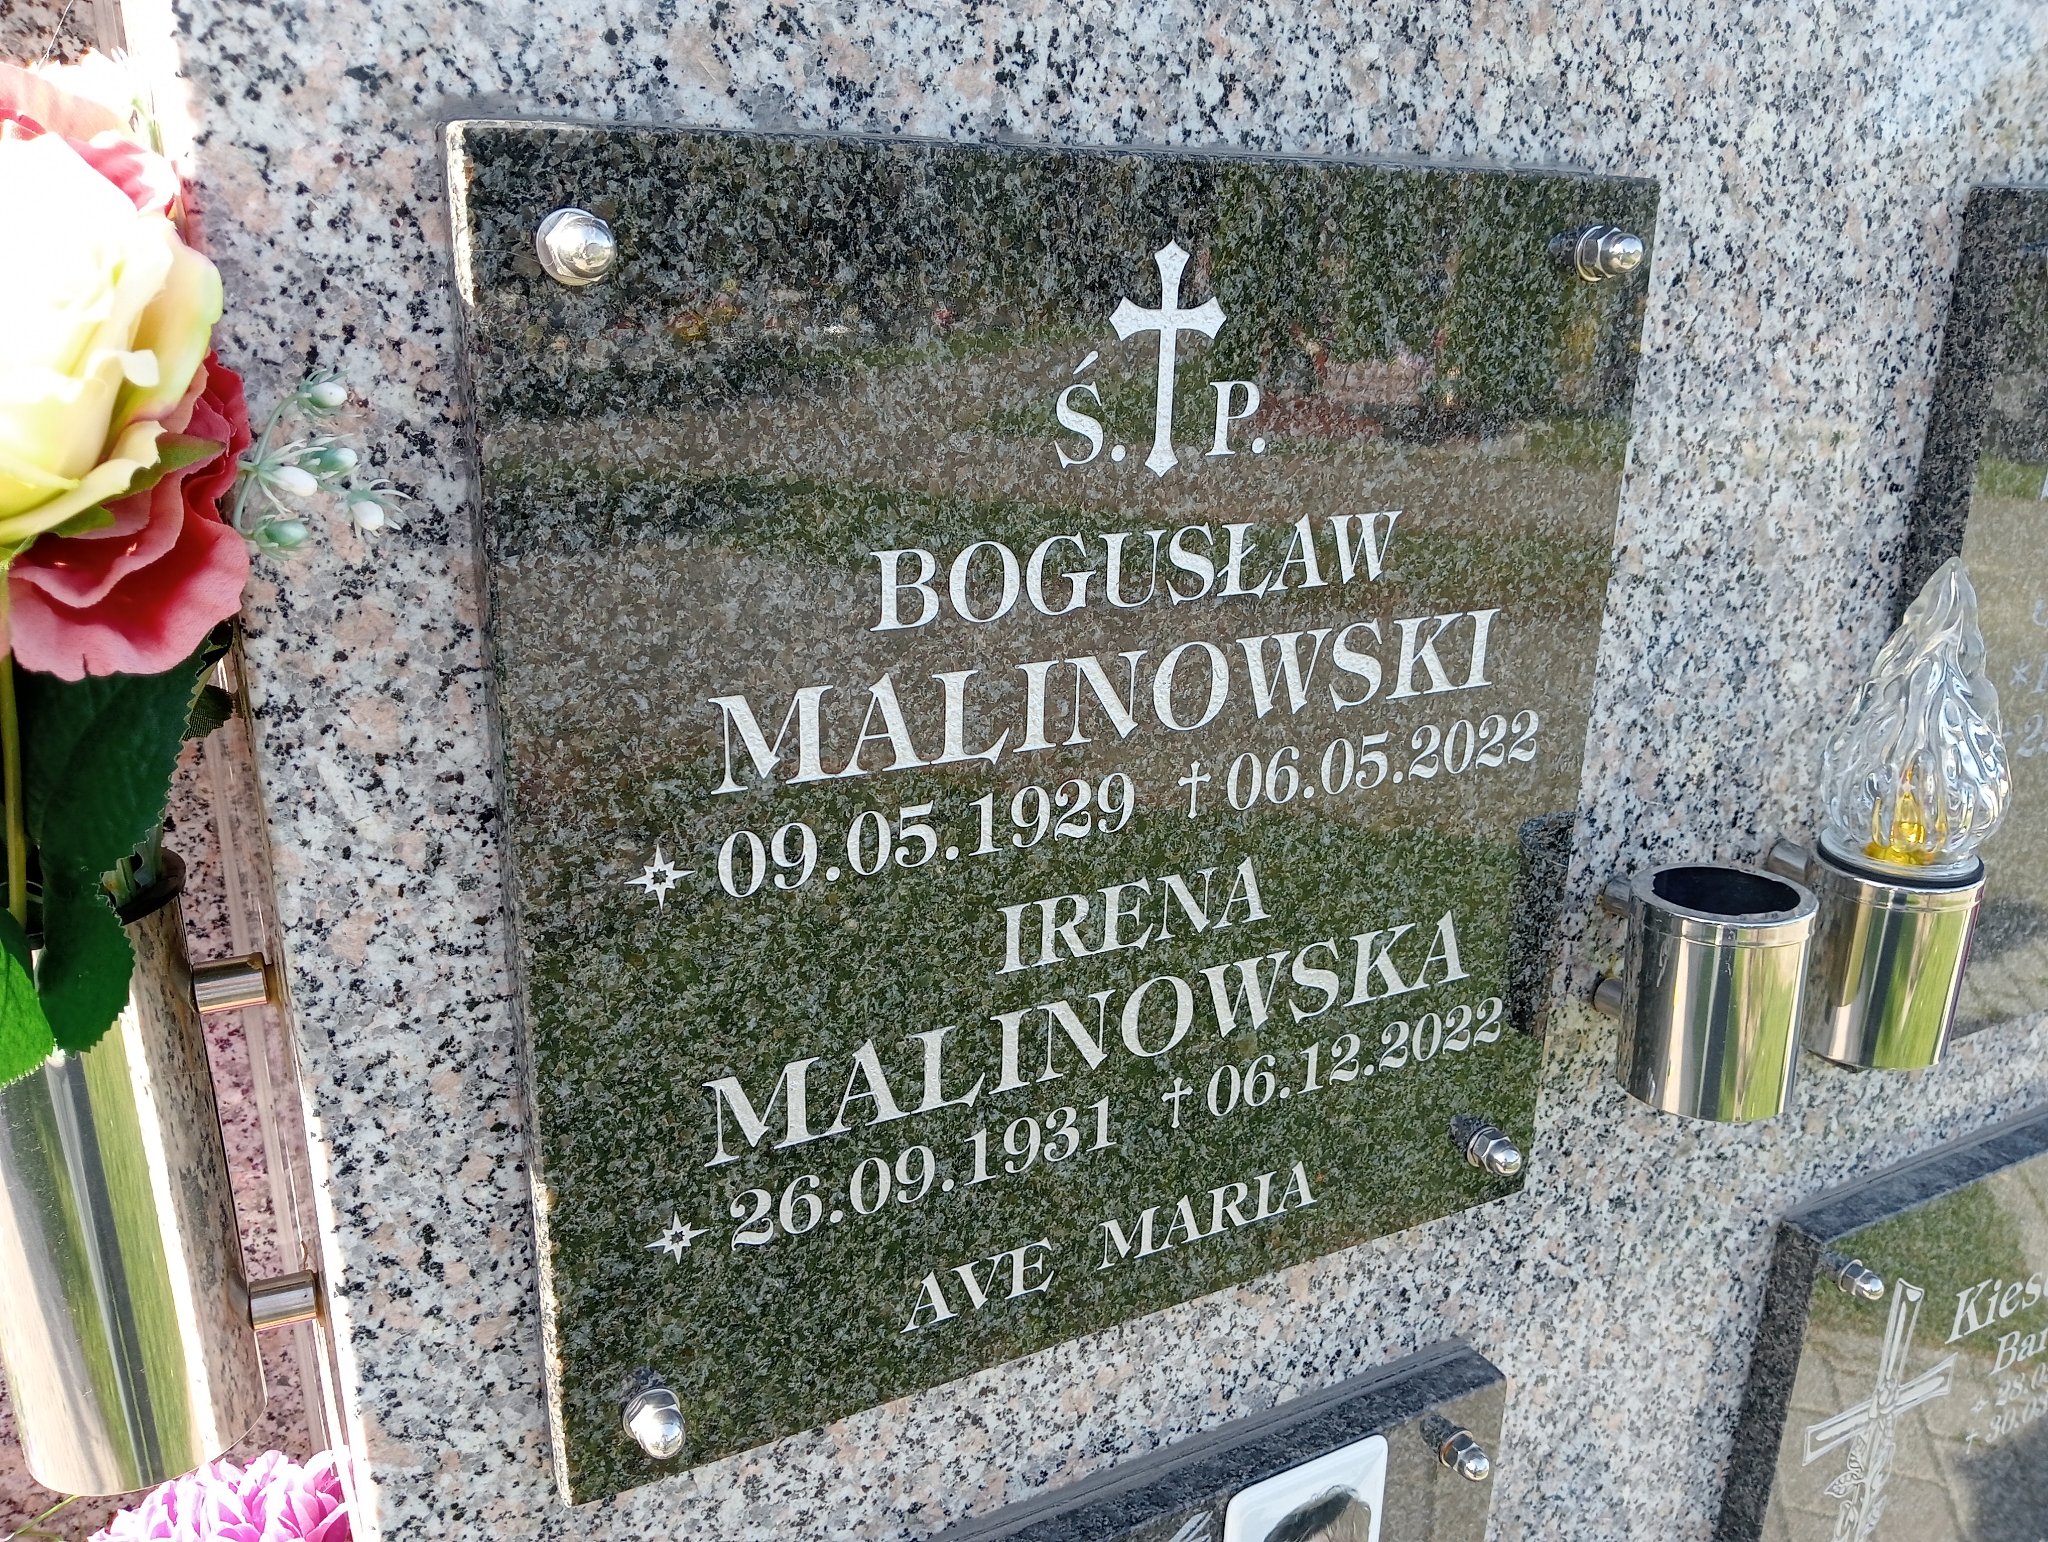 Ś. P.
BOGUSŁAW
MALINOWSKI
09.05.1929 †06.05.2022
IRENA
MALINOWSKA
26.09.1931 †06.12.2022
AVE MARIA